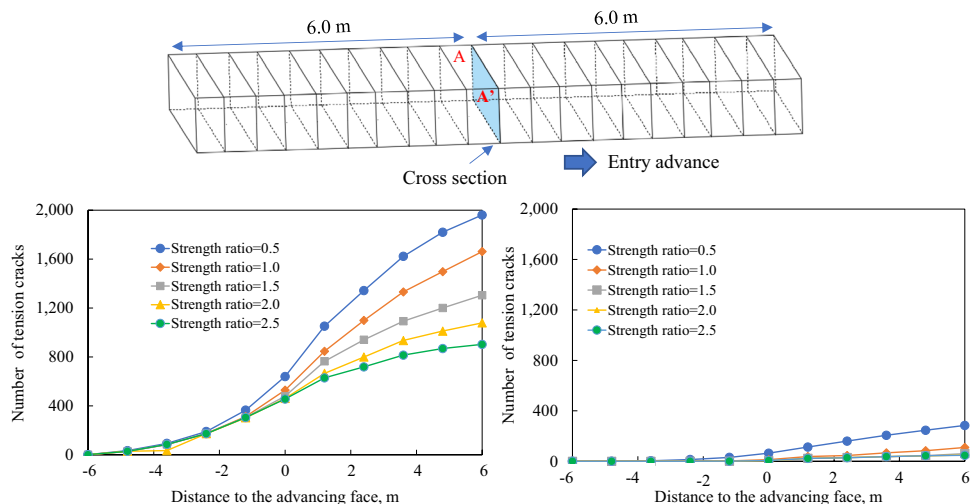 6.0 m
6.0 m
A
A'
Entry advance
Cross section
2,000
1,600
1,200
800
400
0
Number of tension cracks
Strength ratio=0.5
Strength ratio=1.0
Strength ratio=1.5
Strength ratio=2.0
Strength ratio=2.5
-6
-4
-2
0
2
4
6
Distance to the advancing face, m
2,000
1,600
1,200
800
400
0
Number of tension cracks
Strength ratio=0.5
Strength ratio=1.0
Strength ratio=1.5
Strength ratio=2.0
Strength ratio=2.5
-6
-4
-2
0
2
4
6
Distance to the advancing face, m